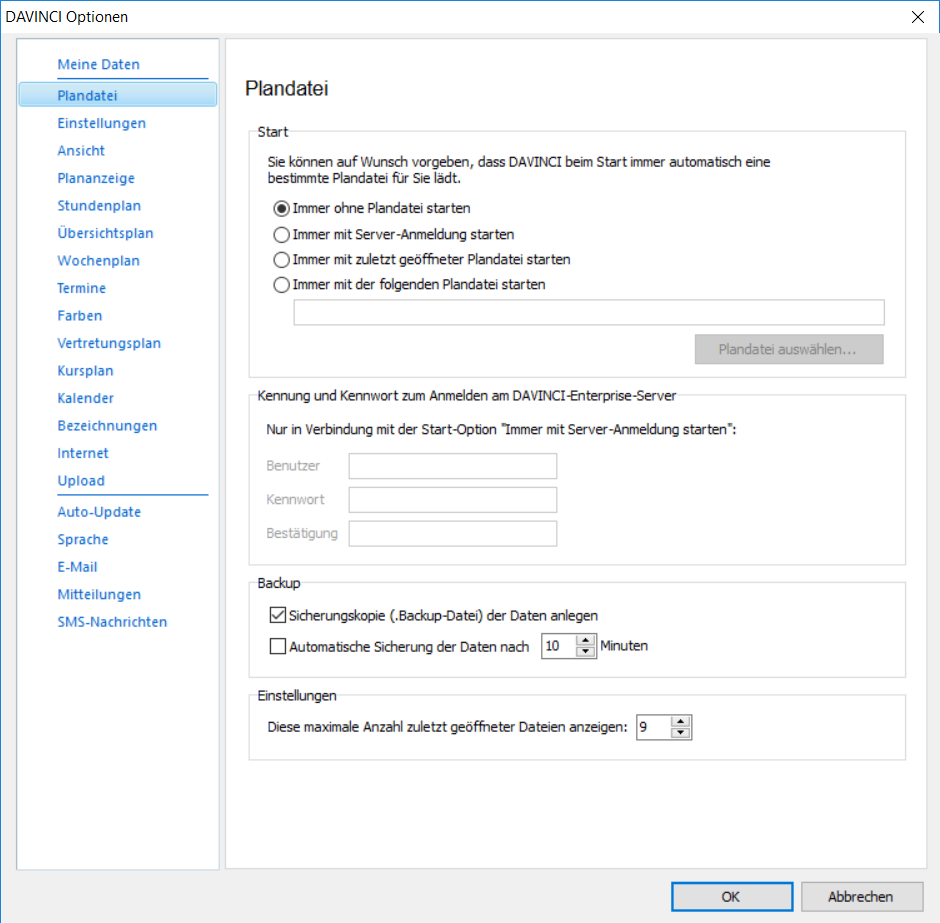 DAVINCI Optionen
Meine Daten
Plandatei
Einstellungen
Ansicht
Plananzeige
Stundenplan
Übersichtsplan
Wochenplan
Termine
Farben
Vertretungsplan
Kursplan
Kalender
Bezeichnungen
Internet
Upload
Auto-Update
Sprache
E-Mail
Mitteilungen
SMS-Nachrichten
Plandatei
Start
Sie können auf Wunsch vorgeben, dass DAVINCI beim Start immer automatisch eine
bestimmte Plandatei für Sie lädt.
Immer ohne Plandatei starten
Immer mit Server-Anmeldung starten
Immer mit zuletzt geöffneter Plandatei starten
Immer mit der folgenden Plandatei starten
Plandatei auswählen...
Kennung und Kennwort zum Anmelden am DAVINCI-Enterprise-Server
Nur in Verbindung mit der Start-Option "Immer mit Server-Anmeldung starten":
Benutzer
Kennwort
Bestätigung
Backup
Sicherungskopie (.Backup-Datei) der Daten anlegen
Automatische Sicherung der Daten nach 10 Minuten
Einstellungen
Diese maximale Anzahl zuletzt geöffneter Dateien anzeigen: 9
OK Abbrechen